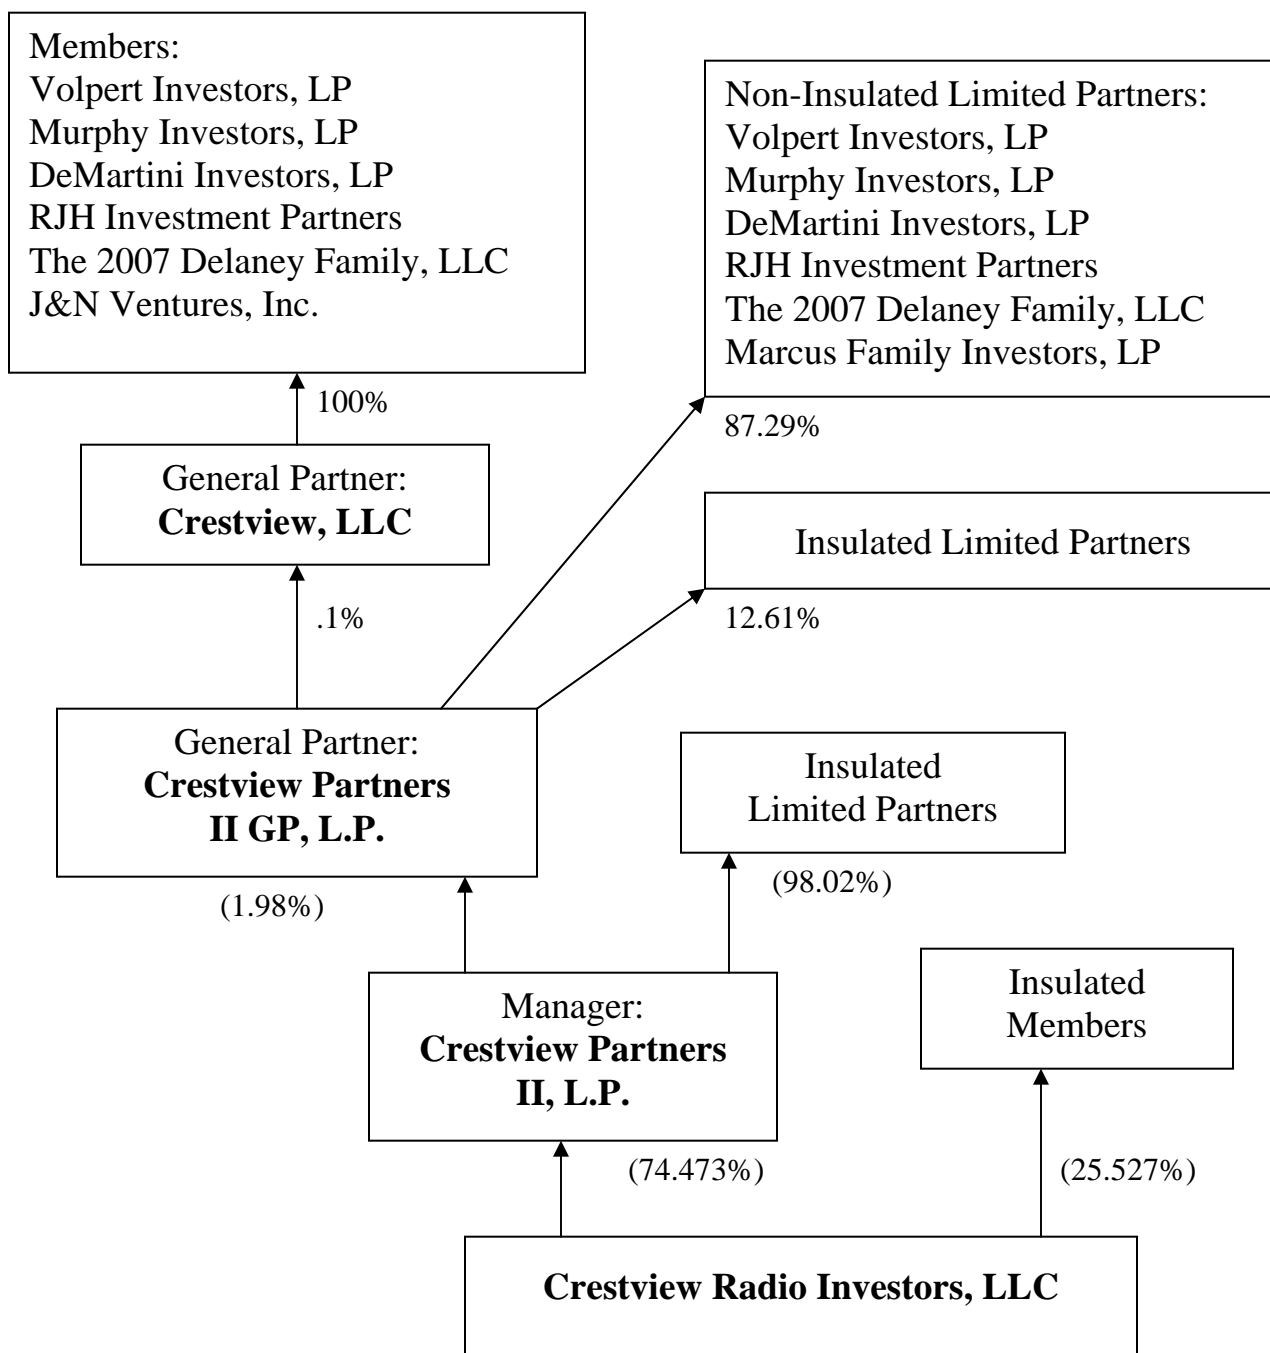 Members:
Volpert Investors, LP
Murphy Investors, LP
DeMartini Investors, LP
RJH Investment Partners
The 2007 Delaney Family, LLC
J&N Ventures, Inc.
Non-Insulated Limited Partners:
Volpert Investors, LP
Murphy Investors, LP
DeMartini Investors, LP
RJH Investment Partners
The 2007 Delaney Family, LLC
Marcus Family Investors, LP
100%
87.29%
General Partner:
Crestview, LLC
Insulated Limited Partners
.1%
12.61%
General Partner:
Crestview Partners
II GP, L.P.
Insulated
Limited Partners
(1.98%)
(98.02%)
Manager:
Crestview Partners
II, L.P.
Insulated
Members
(74.473%)
(25.527%)
Crestview Radio Investors, LLC